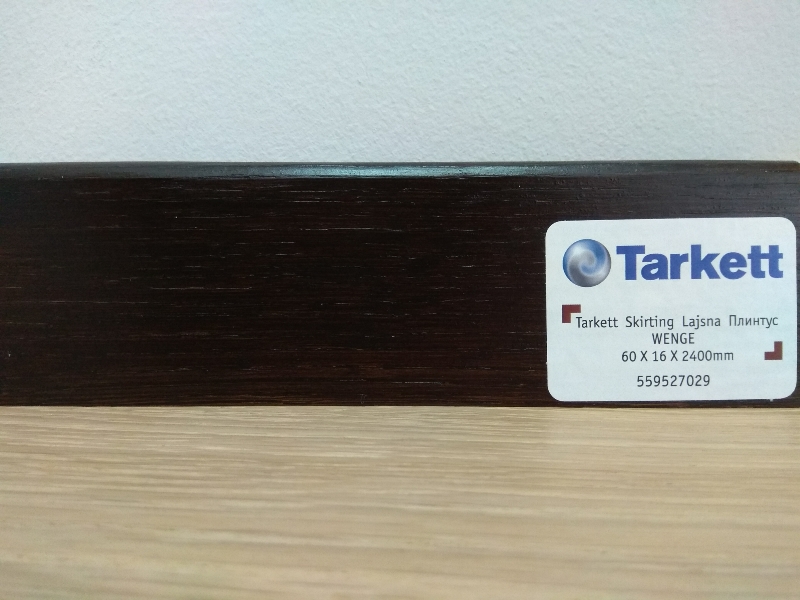 Tarkett
Tarkett Skirting Lajsna Плинтус
WENGE
60 X 16 X 2400mm
559527029